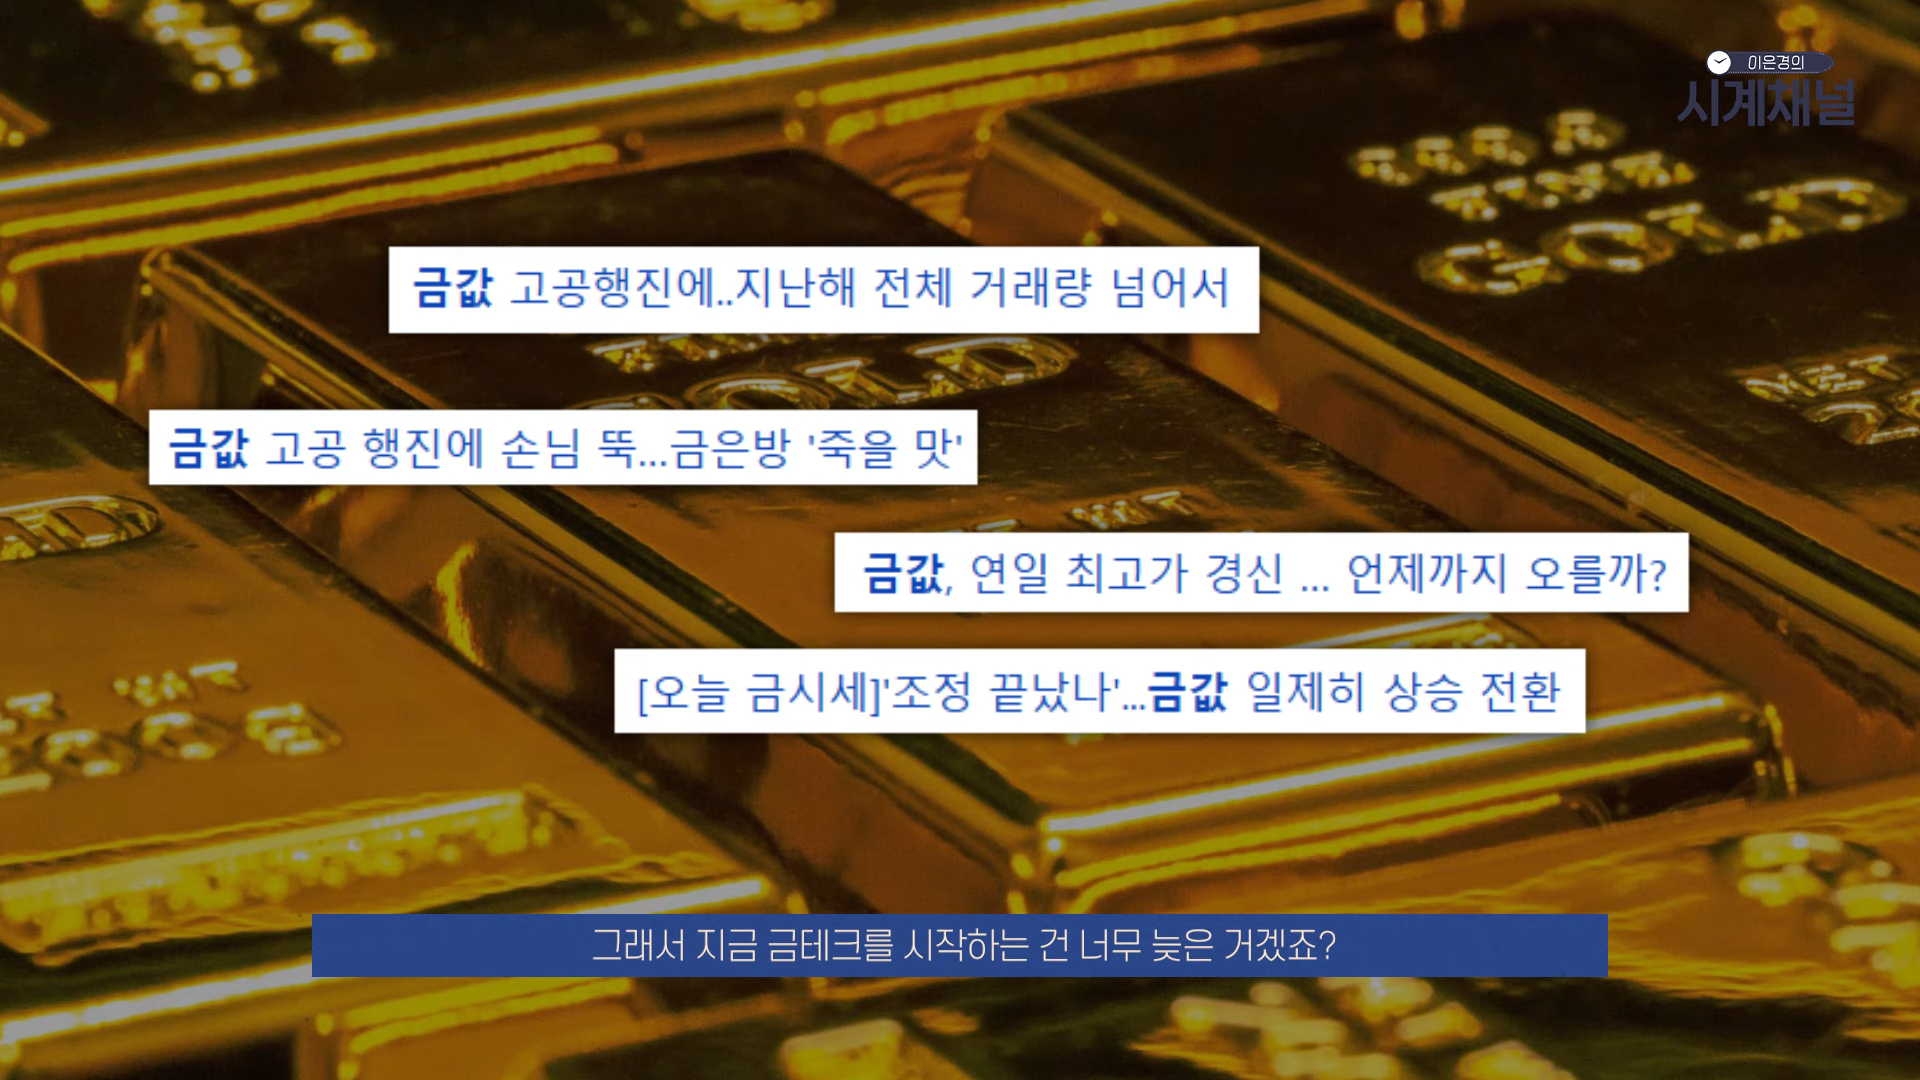 이은경의
시계채널
FINE
GOLD
NET
금값 고공행진에..지난해 전체 거래량 넘어서
GOLD
금값 고공 행진에 손님 뚝...금은방 '죽을 맛'
금값, 연일 최고가 경신 ... 언제까지 오를까?
[오늘 금시세]'조정 끝났나'...금값 일제히 상승 전환
그래서 지금 금테크를 시작하는 건 너무 늦은 거겠죠?